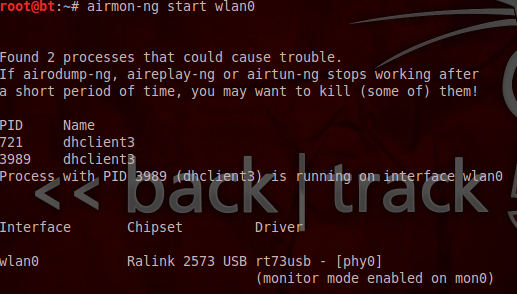 root@bt:~# airmon-ng start wlan0
Found 2 processes that could cause trouble.
If airodump-ng, aireplay-ng or airtun-ng stops working after
a short period of time, you may want to kill (some of) them!
PID Name
721 dhclient3
3989 dhclient3
Process with PID 3989 (dhclient3) is running on interface wlan0
<< back | track
Interface Chipset Driver
wlan0 Ralink 2573 USB rt73usb - [phy0]
(monitor mode enabled on mon0)